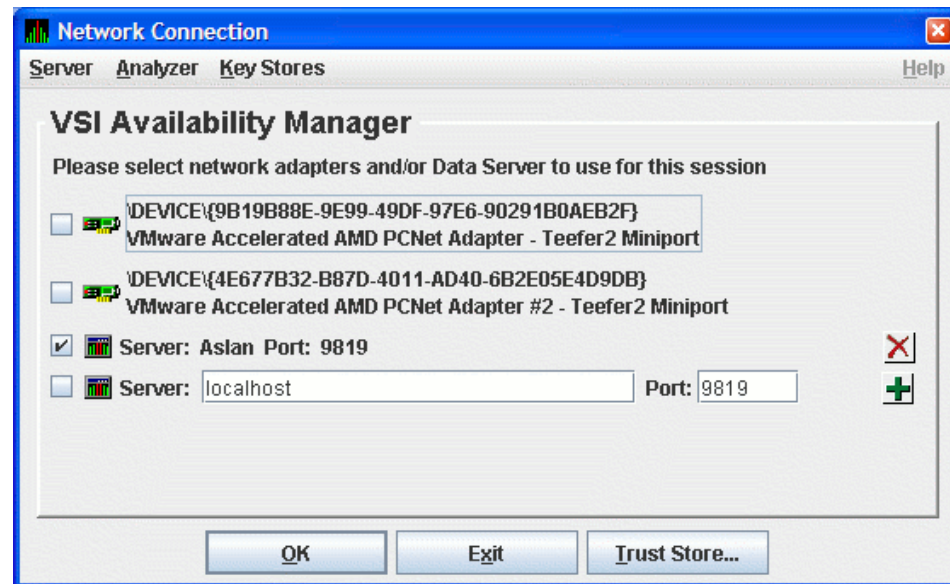 Network Connection
Server Analyzer Key Stores Help
VSI Availability Manager
Please select network adapters and/or Data Server to use for this session
\DEVICE\{9B19B88E-9E99-49DF-97E6-90291B0AEB2F}
VMware Accelerated AMD PCNet Adapter - Teefer2 Miniport
\DEVICE\{4E677B32-B87D-4011-AD40-6B2E05E4D9DB}
VMware Accelerated AMD PCNet Adapter #2 - Teefer2 Miniport
Server: Aslan Port: 9819
Server: localhost Port: 9819
OK Exit Trust Store...